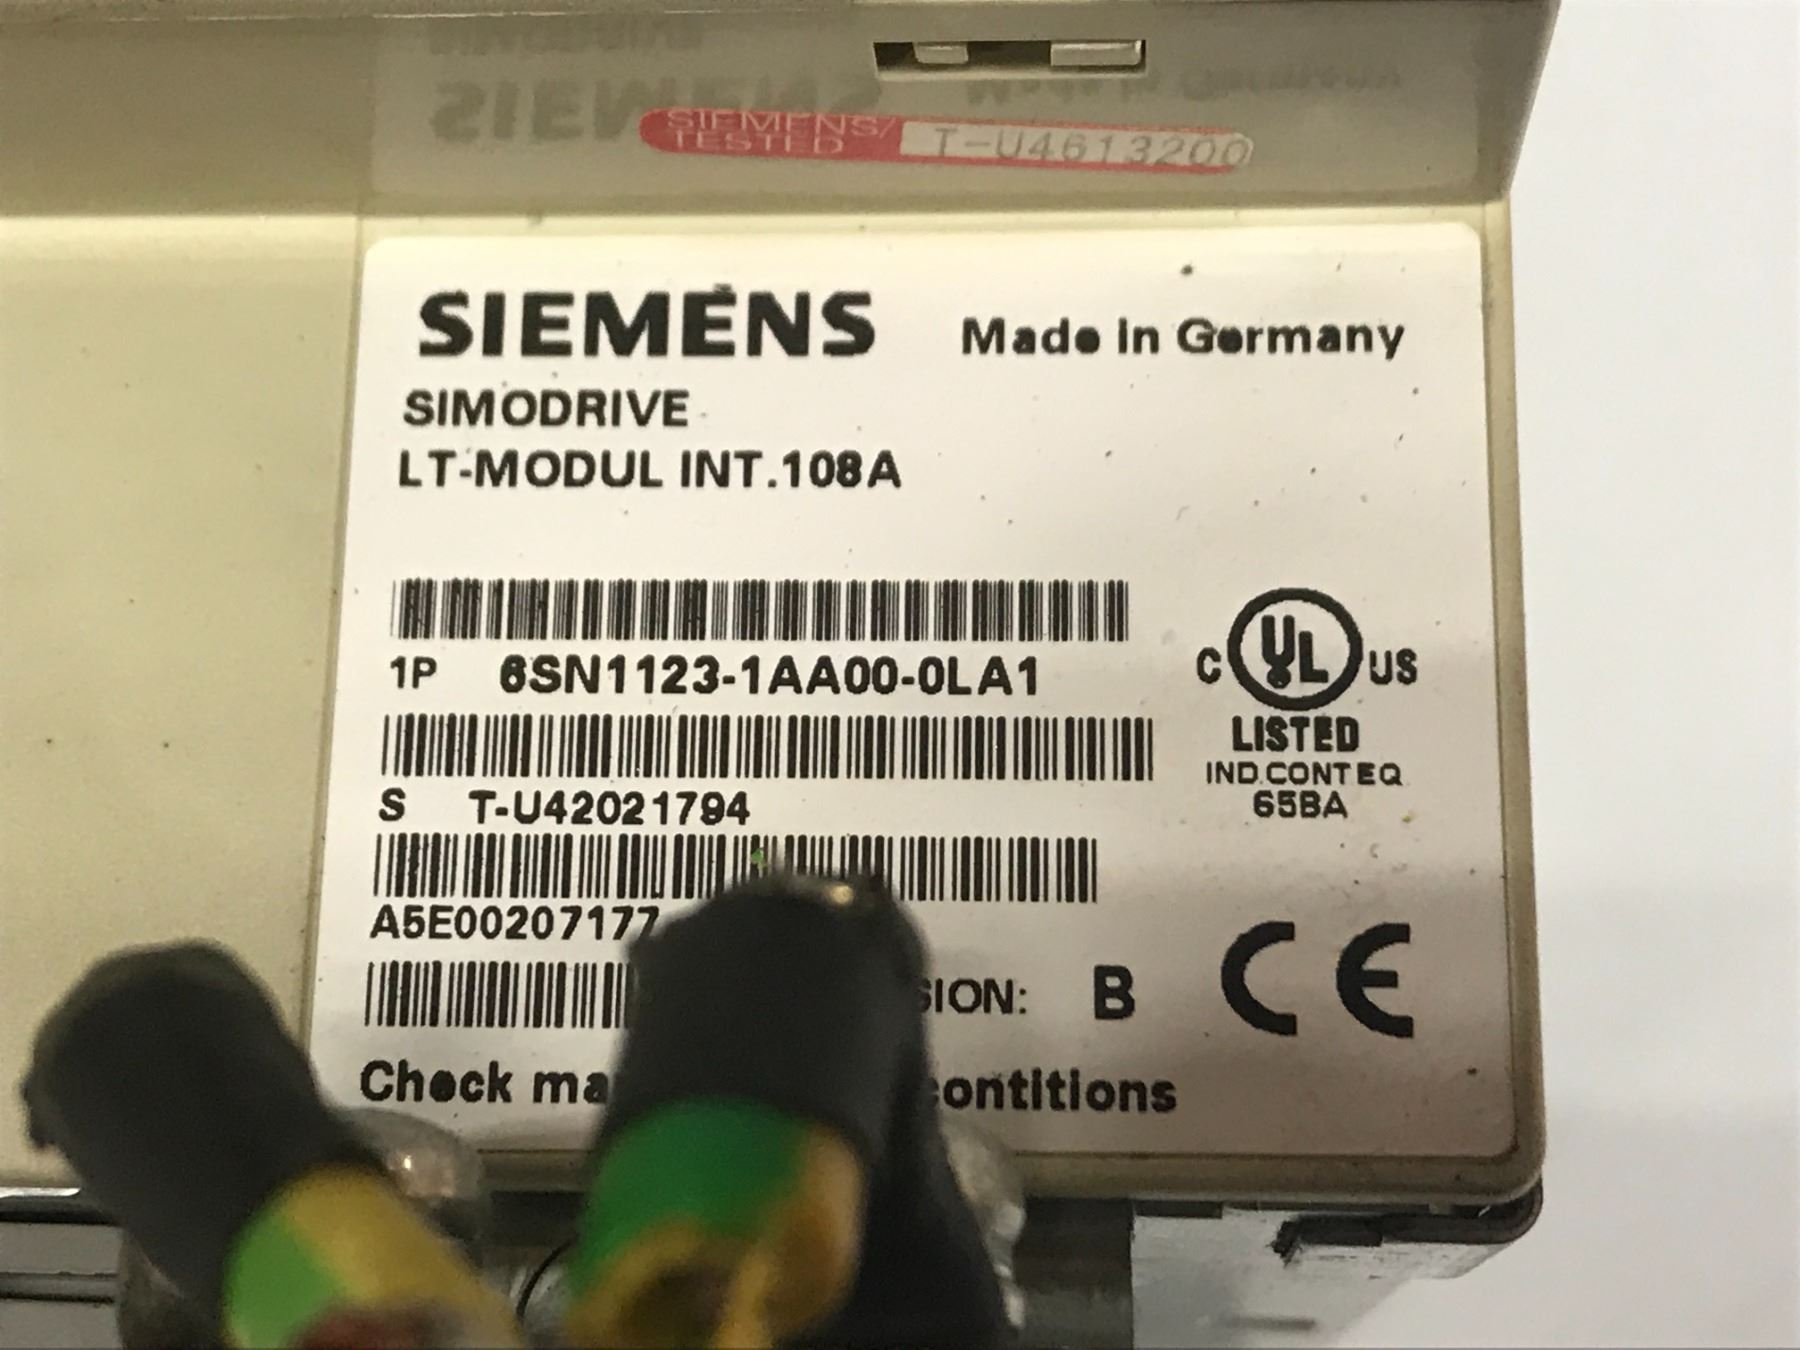 SIEMENS/
TESTED T-U4613200
SIEMENS Made in Germany
SIMODRIVE
LT-MODUL INT.108A
1P 6SN1123-1AA00-0LA1
C UL US
LISTED
IND.CONT EQ
65BA
S T-U42021794
A5E00207177
B
CE
Check contitions